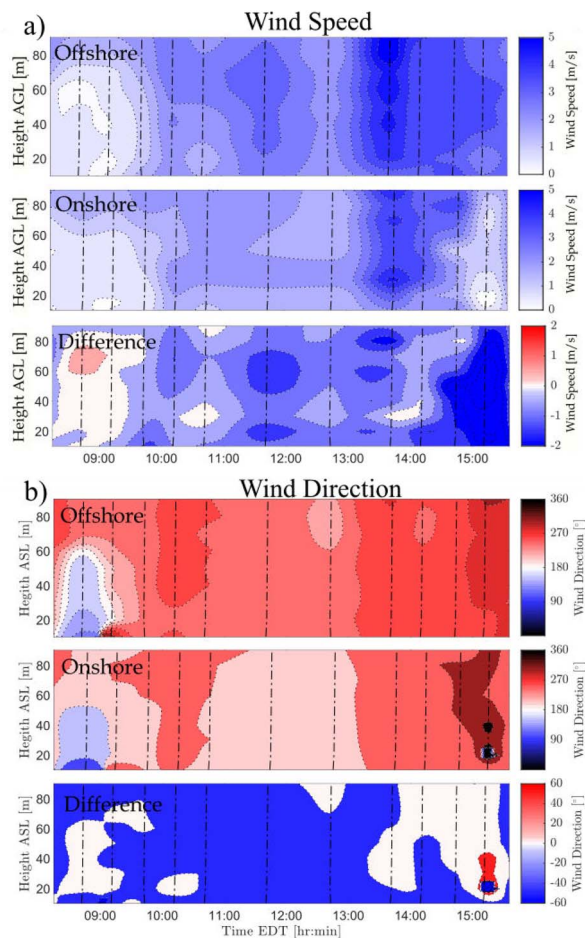 a) Wind Speed
Offshore
Height AGL [m]
80
60
40
20
5
4
3
2
1
0
Wind Speed [m/s]
Onshore
Height AGL [m]
80
60
40
20
5
4
3
2
1
0
Wind Speed [m/s]
Difference
Height AGL [m]
80
60
40
20
2
1
0
-1
-2
Wind Speed [m/s]
09:00 10:00 11:00 12:00 13:00 14:00 15:00
b) Wind Direction
Offshore
Hegith ASL [m]
80
60
40
20
360
270
180
90
Wind Direction [°]
Onshore
Hegith ASL [m]
80
60
40
20
360
270
180
90
Wind Direction [°]
Difference
Height ASL [m]
80
60
40
20
60
40
20
0
-20
-40
-60
Wind Direction [°]
09:00 10:00 11:00 12:00 13:00 14:00 15:00
Time EDT [hr:min]